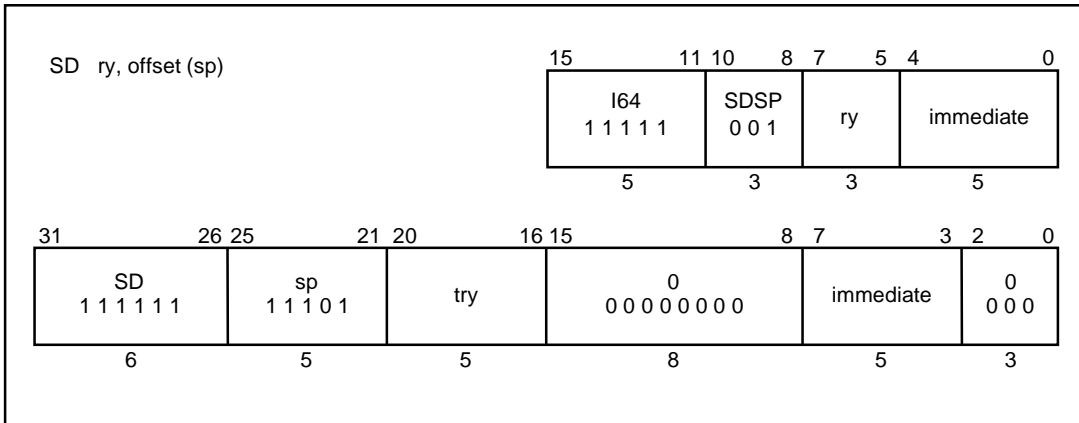 SD ry, offset (sp)
15 11 10 8 7 5 4 0
I64 SDSP ry immediate
1 1 1 1 1 0 0 1
5 3 3 5
31 26 25 21 20 16 15 8 7 3 2 0
SD sp try 0 immediate 0
1 1 1 1 1 1 1 1 1 0 1 0 0 0 0 0 0 0 0 0 0 0
6 5 5 8 5 3